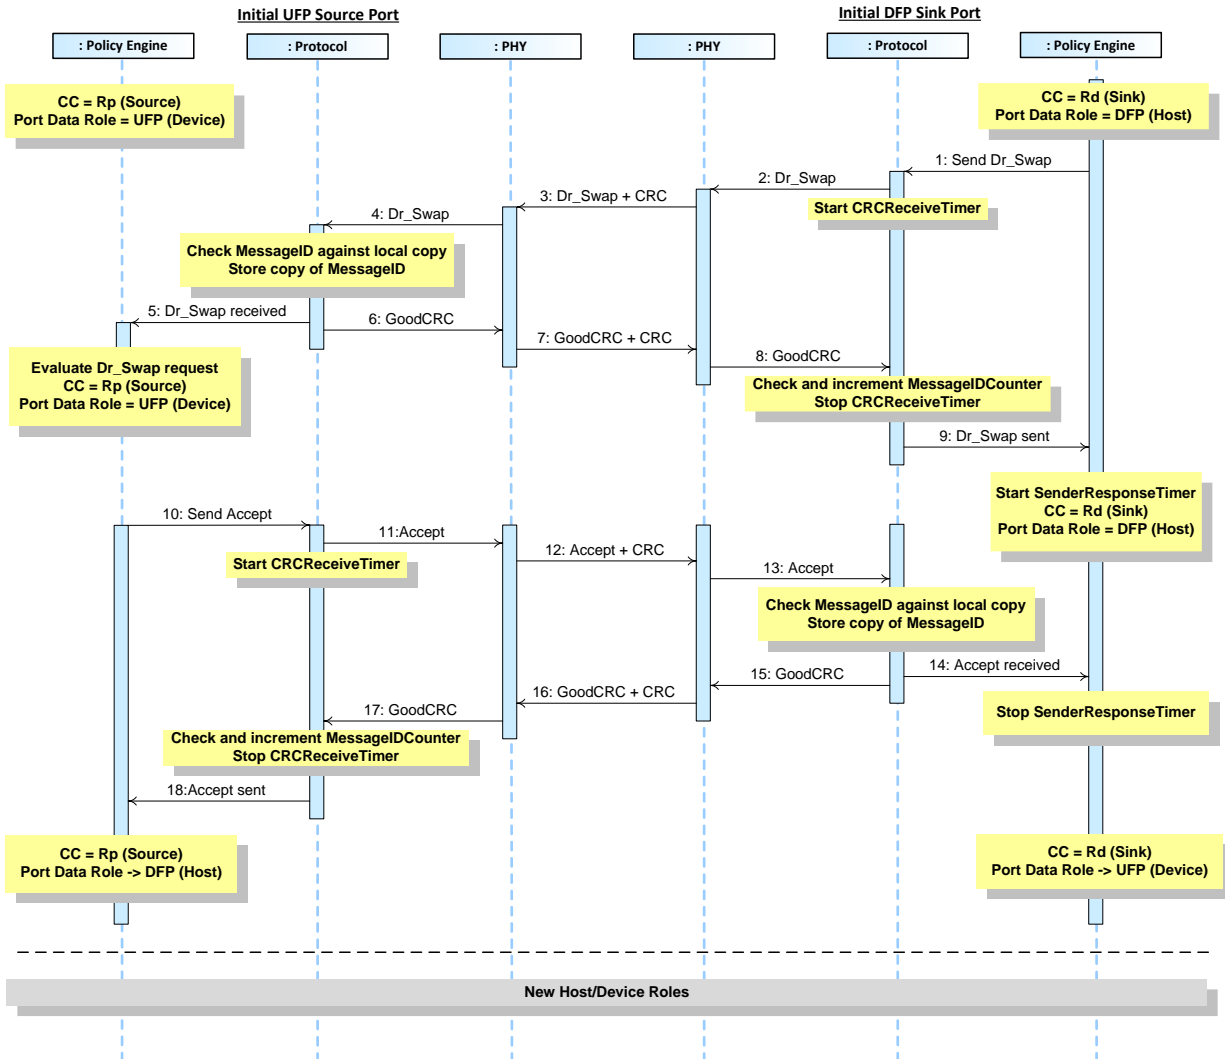 Initial UFP Source Port
Initial DFP Sink Port
: Policy Engine
: Protocol
: PHY
: PHY
: Protocol
: Policy Engine
CC = Rp (Source)
Port Data Role = UFP (Device)
CC = Rd (Sink)
Port Data Role = DFP (Host)
1: Send Dr_Swap
2: Dr_Swap
Start CRCReceiveTimer
3: Dr_Swap + CRC
4: Dr_Swap
Check MessageID against local copy
Store copy of MessageID
5: Dr_Swap received
6: GoodCRC
7: GoodCRC + CRC
8: GoodCRC
Evaluate Dr_Swap request
CC = Rp (Source)
Port Data Role = UFP (Device)
Check and increment MessageIDCounter
Stop CRCReceiveTimer
9: Dr_Swap sent
Start SenderResponseTimer
CC = Rd (Sink)
Port Data Role = DFP (Host)
10: Send Accept
11:Accept
Start CRCReceiveTimer
12: Accept + CRC
13: Accept
Check MessageID against local copy
Store copy of MessageID
14: Accept received
15: GoodCRC
16: GoodCRC + CRC
17: GoodCRC
Stop SenderResponseTimer
Check and increment MessageIDCounter
Stop CRCReceiveTimer
18:Accept sent
CC = Rp (Source)
Port Data Role -> DFP (Host)
CC = Rd (Sink)
Port Data Role -> UFP (Device)
New Host/Device Roles